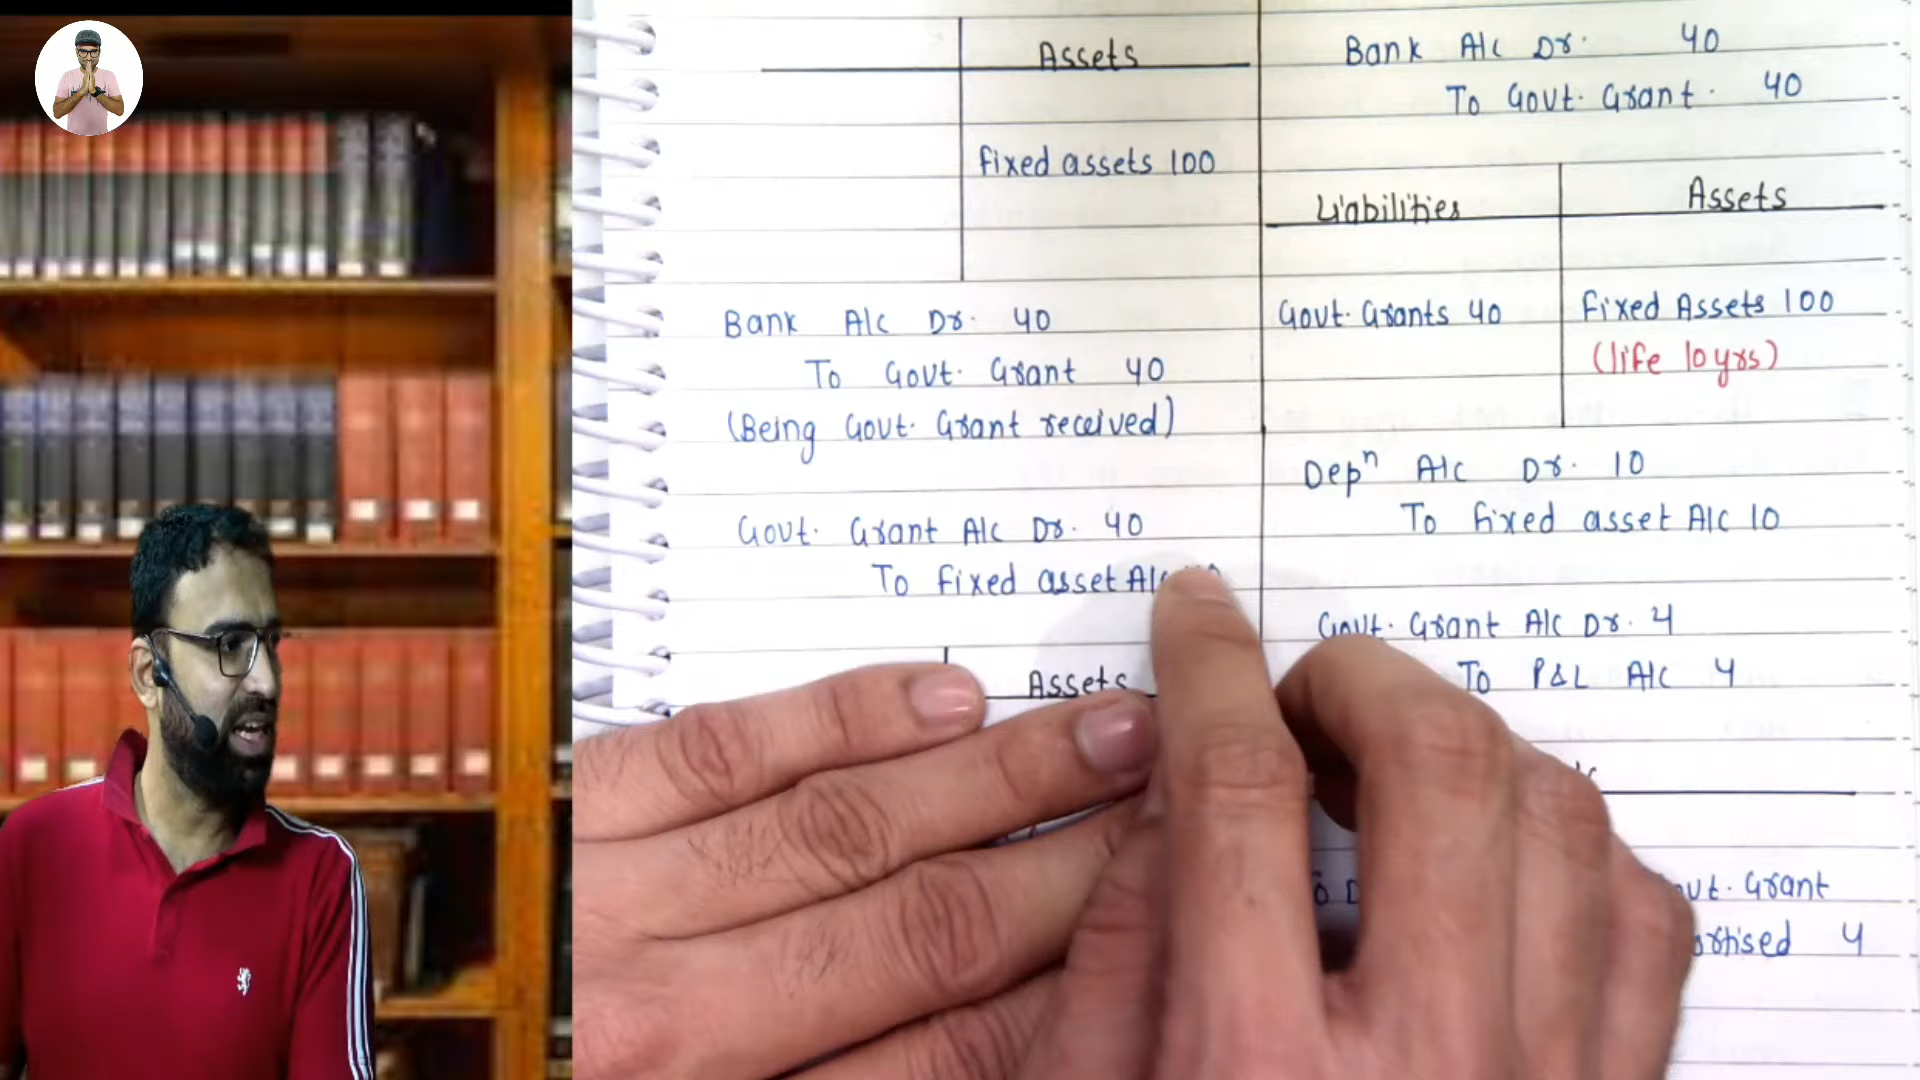 Assets
Fixed assets 100
Bank A/c Dr. 40
To Govt. Grant 40
(Being Govt. Grant received)
Govt. Grant A/c Dr. 40
To Fixed asset A/c
Assets
Bank A/c Dr. 40
To Govt. Grant. 40
Liabilities Assets
Govt. Grants 40 Fixed Assets 100
(life 10 yrs)
Depn A/c Dr. 10
To Fixed asset A/c 10
Govt. Grant A/c Dr. 4
To P&L A/c 4
Grant
4